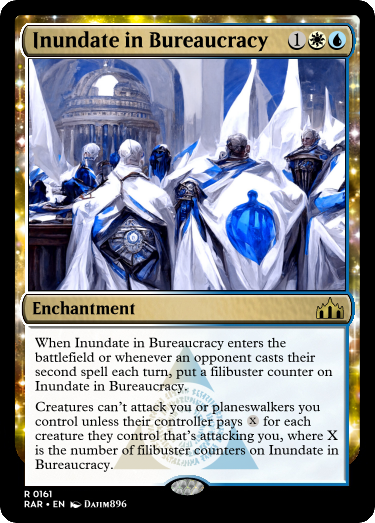 Inundate in Bureaucracy 1
Enchantment
When Inundate in Bureaucracy enters the
battlefield or whenever an opponent casts their
second spell each turn, put a filibuster counter on
Inundate in Bureaucracy.
Creatures can't attack you or planeswalkers you
control unless their controller pays X for each
creature they control that's attacking you, where X
is the number of filibuster counters on Inundate in
Bureaucracy.
R 0161
RAR • EN Datim896